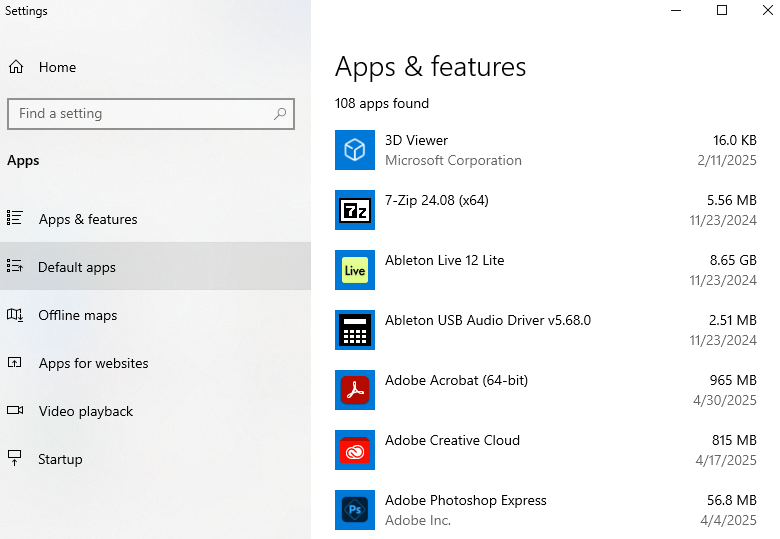 Settings
Home
Find a setting
Apps
Apps & features
Default apps
Offline maps
Apps for websites
Video playback
Startup
Apps & features
108 apps found
3D Viewer 16.0 KB
Microsoft Corporation 2/11/2025
7z
7-Zip 24.08 (x64) 5.56 MB
11/23/2024
Live
Ableton Live 12 Lite 8.65 GB
11/23/2024
Ableton USB Audio Driver v5.68.0 2.51 MB
11/23/2024
Adobe Acrobat (64-bit) 965 MB
4/30/2025
Adobe Creative Cloud 815 MB
4/17/2025
Ps
Adobe Photoshop Express 56.8 MB
Adobe Inc. 4/4/2025